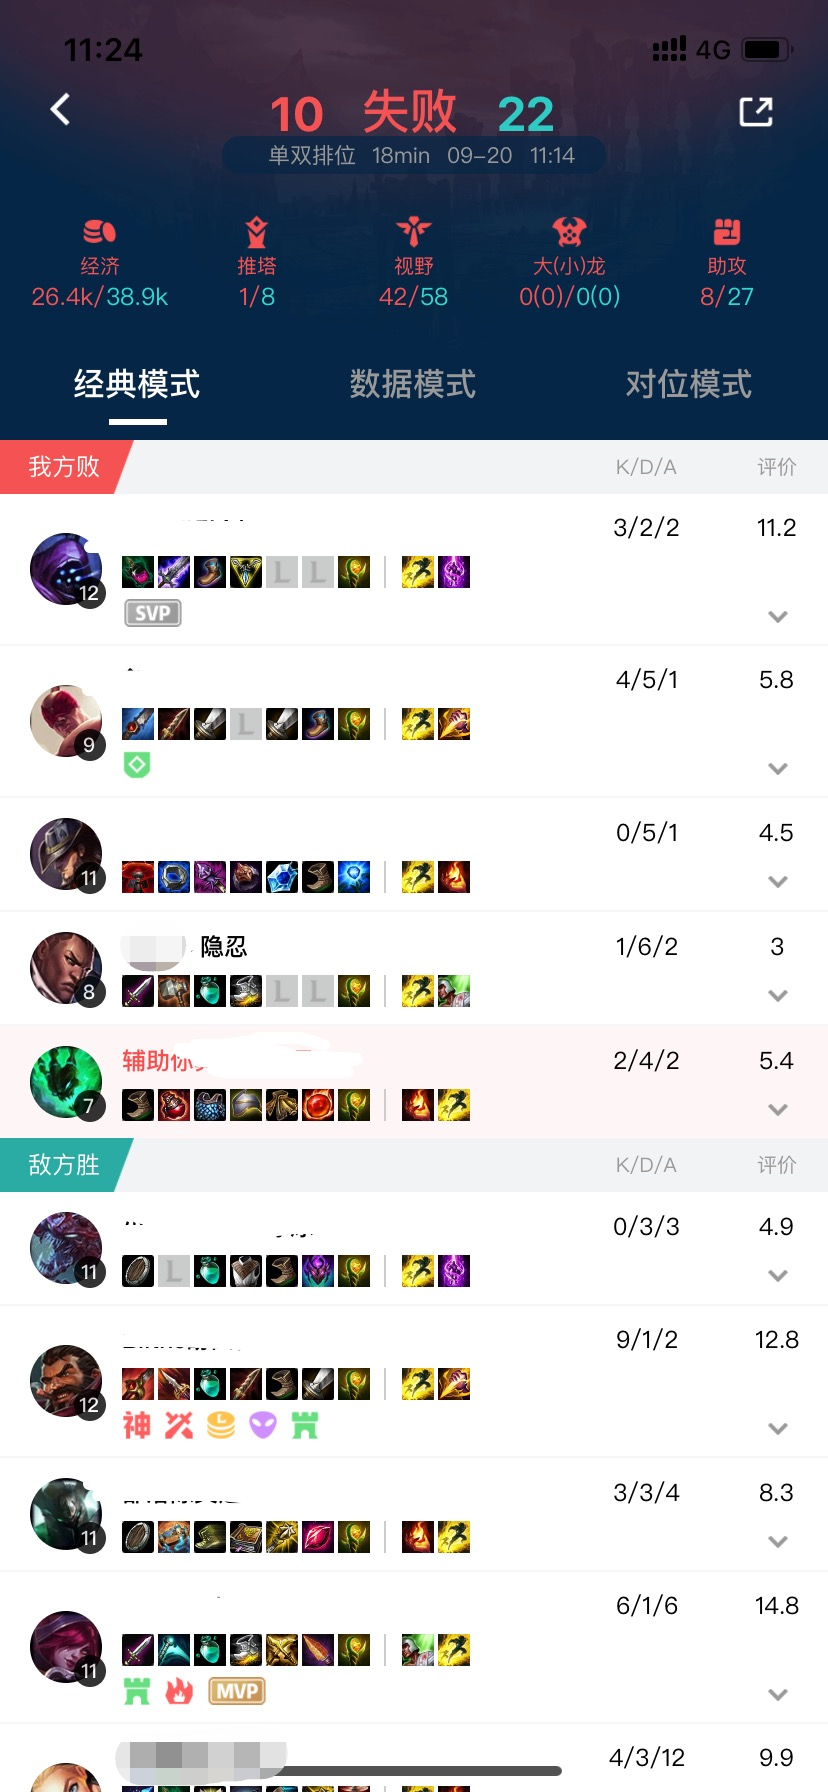 11:24
4G
10 失败 22
单双排位 18min 09-20 11:14
经济 推塔 视野 大(小)龙 助攻
26.4k/38.9k 1/8 42/58 0(0)/0(0) 8/27
经典模式 数据模式 对位模式
我方败 K/D/A 评价
3/2/2 11.2
12
L L
SVP
4/5/1 5.8
9
L
0/5/1 4.5
11
隐忍 1/6/2 3
8
L L
辅助你 2/4/2 5.4
7
敌方胜 K/D/A 评价
0/3/3 4.9
11
L
9/1/2 12.8
12
神
3/3/4 8.3
11
6/1/6 14.8
11
MVP
4/3/12 9.9